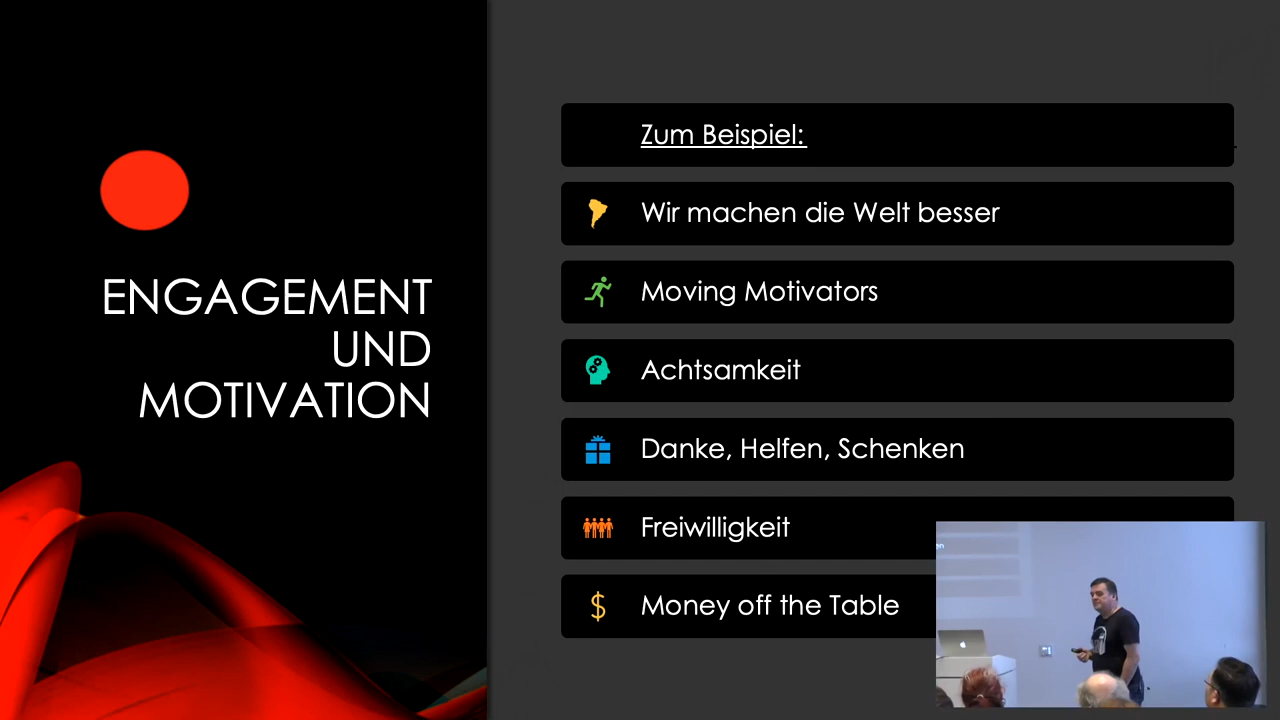 ENGAGEMENT
UND
MOTIVATION
Zum Beispiel:
Wir machen die Welt besser
Moving Motivators
Achtsamkeit
Danke, Helfen, Schenken
Freiwilligkeit
Money off the Table